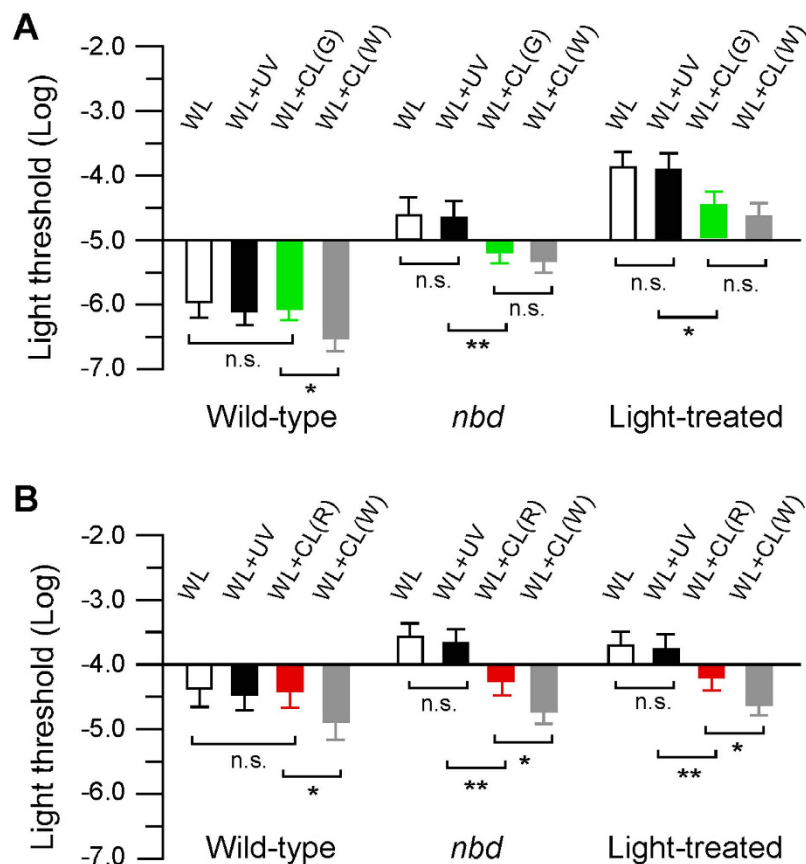 A
Light threshold (Log)
-2.0
-3.0
-4.0
-5.0
-6.0
-7.0
WL WL+UV WL+CL(G) WL+CL(W)
WL WL+UV WL+CL(G) WL+CL(W)
WL WL+UV WL+CL(G) WL+CL(W)
n.s. n.s.
n.s. n.s.
n.s. ** *
*
Wild-type nbd Light-treated
B
Light threshold (Log)
-2.0
-3.0
-4.0
-5.0
-6.0
-7.0
WL WL+UV WL+CL(R) WL+CL(W)
WL WL+UV WL+CL(R) WL+CL(W)
WL WL+UV WL+CL(R) WL+CL(W)
n.s. n.s.
n.s. * *
* ** **
Wild-type nbd Light-treated